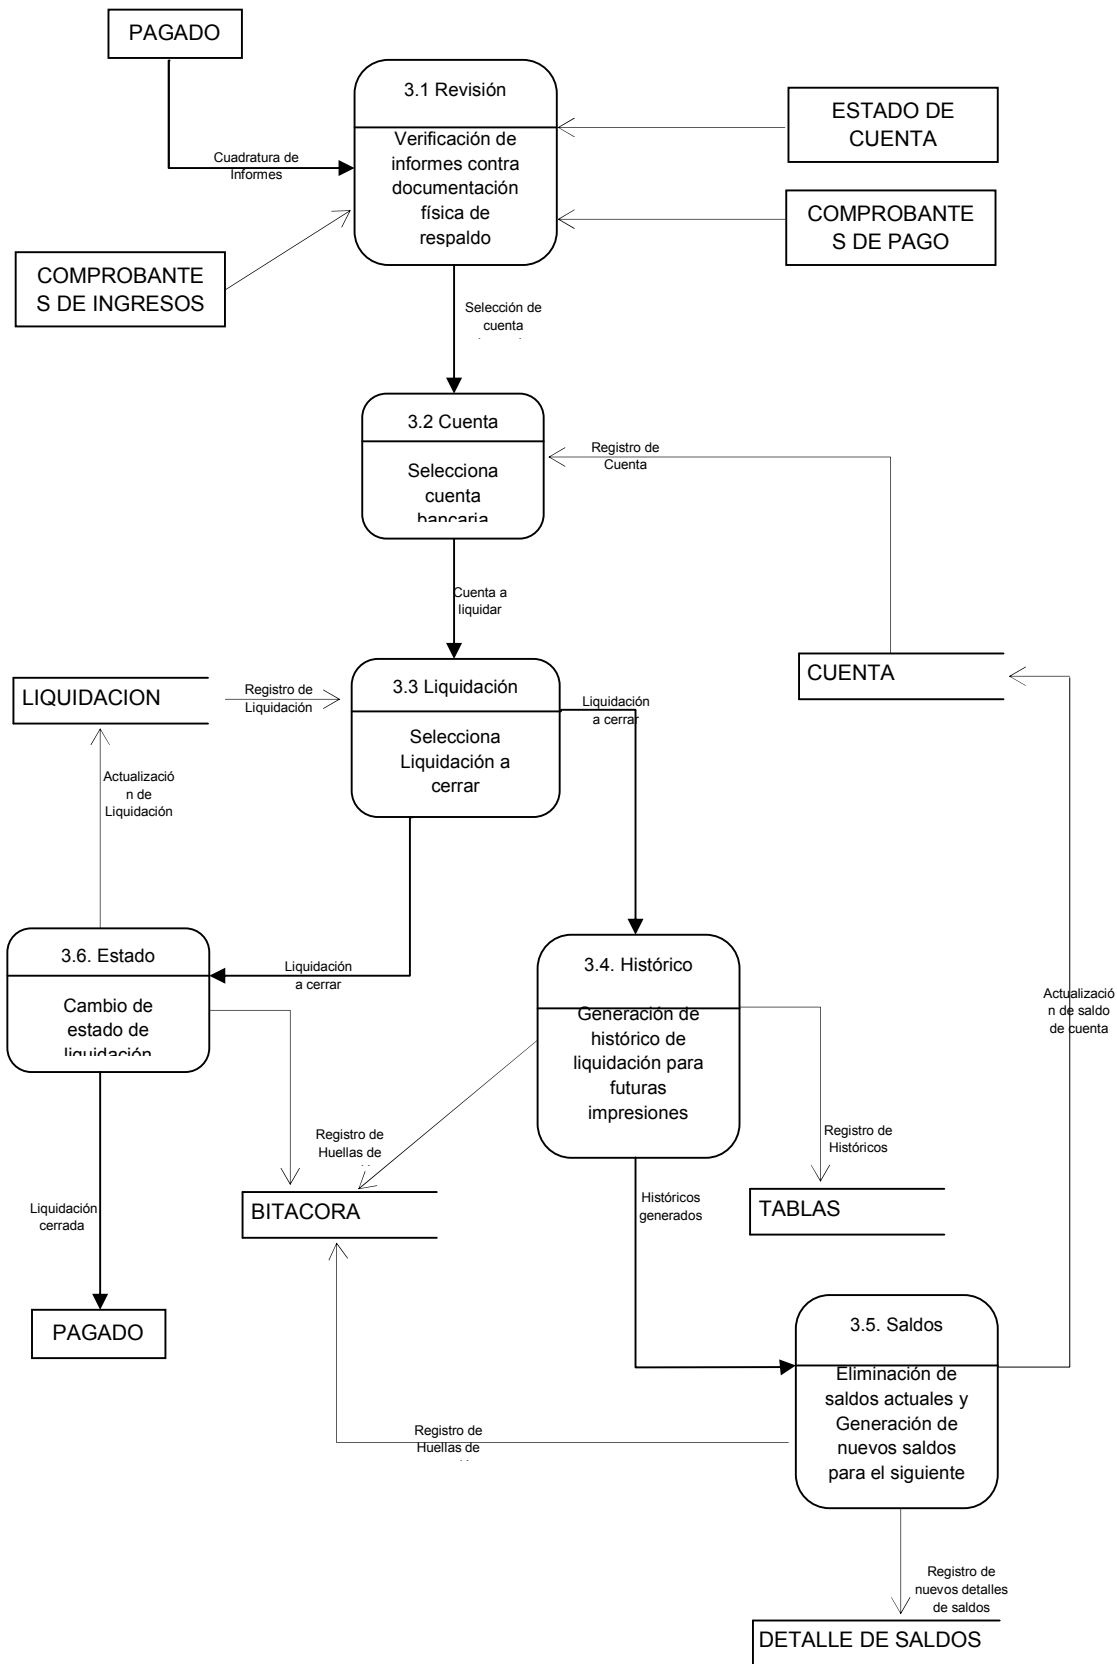 PAGADO
3.1 Revisión
Verificación de
informes contra
documentación
física de
respaldo
ESTADO DE
CUENTA
Cuadratura de
Informes
COMPROBANTE
S DE PAGO
COMPROBANTE
S DE INGRESOS
Selección de
cuenta
3.2 Cuenta
Selecciona
cuenta
bancaria
Registro de
Cuenta
Cuenta a
liquidar
LIQUIDACION
Registro de
Liquidación
3.3 Liquidación
Selecciona
Liquidación a
cerrar
Liquidación
a cerrar
CUENTA
Actualizació
n de
Liquidación
3.6. Estado
Cambio de
estado de
liquidación
Liquidación
a cerrar
3.4. Histórico
Generación de
histórico de
liquidación para
futuras
impresiones
Actualizació
n de saldo
de cuenta
Registro de
Huellas de
Registro de
Históricos
Liquidación
cerrada
BITACORA
Históricos
generados
TABLAS
PAGADO
3.5. Saldos
Eliminación de
saldos actuales y
Generación de
nuevos saldos
para el siguiente
Registro de
Huellas de
Registro de
nuevos detalles
de saldos
DETALLE DE SALDOS